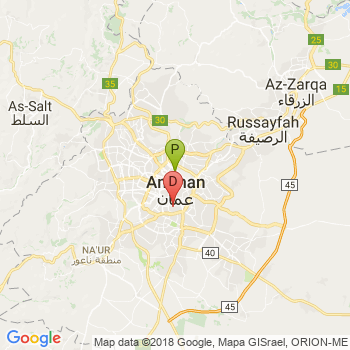 25
35
30
Az-Zarqa
الزرقاء
As-Salt
السلط
30
Russayfah
الرصيفة
P
Amman
D
عمان
45
NA'UR
منطقة ناعور
40
45
Google
Map data ©2018 Google, Mapa GISrael, ORION-ME